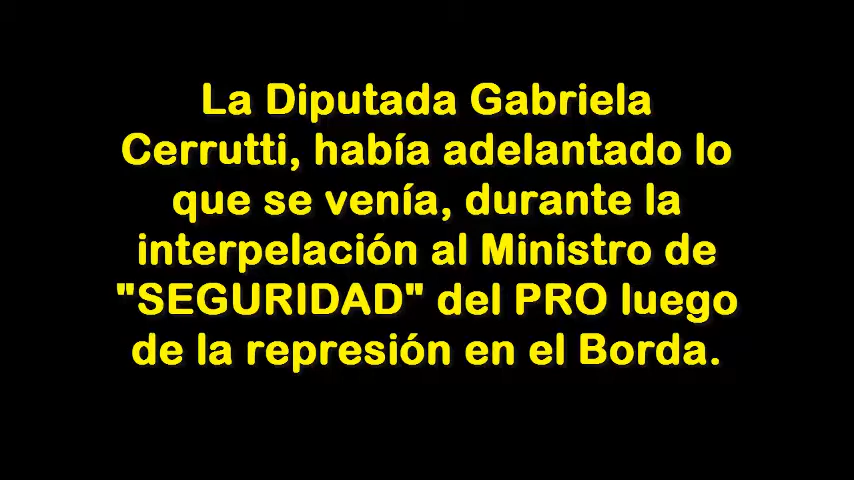 La Diputada Gabriela
Cerrutti, había adelantado lo
que se venía, durante la
interpelación al Ministro de
"SEGURIDAD" del PRO luego
de la represión en el Borda.